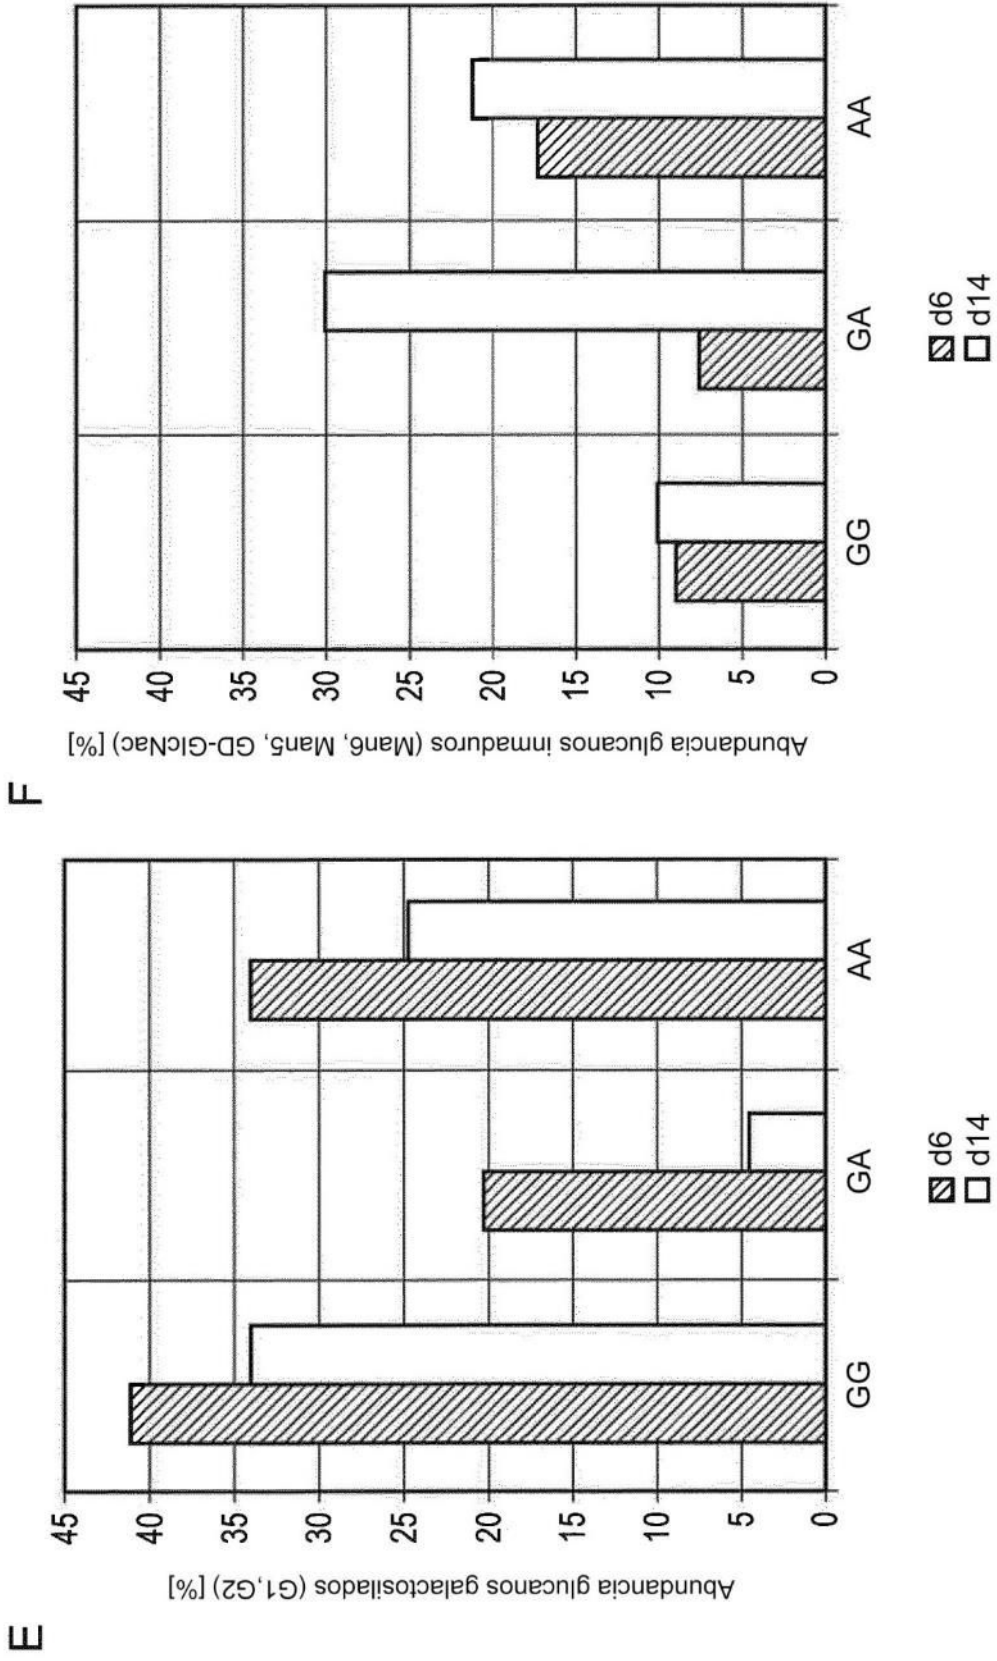 E
Abundancia glucanos galactosilados (G1,G2) [%]
45
40
35
30
25
20
15
10
5
0
GG
GA
AA
d6
d14
F
Abundancia glucanos inmaduros (Man6, Man5, GD-GlcNac) [%]
45
40
35
30
25
20
15
10
5
0
GG
GA
AA
d6
d14